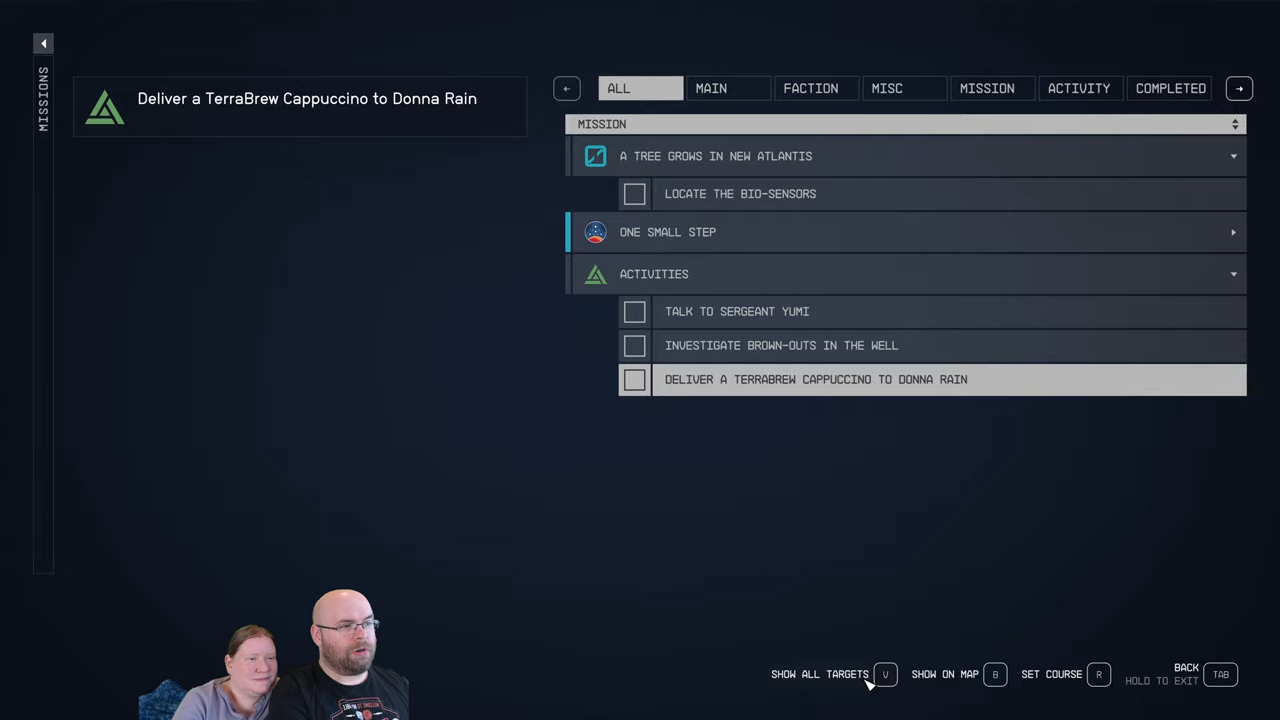 MISSIONS
Deliver a TerraBrew Cappuccino to Donna Rain
ALL MAIN FACTION MISC MISSION ACTIVITY COMPLETED
MISSION
A TREE GROWS IN NEW ATLANTIS
LOCATE THE BIO-SENSORS
ONE SMALL STEP
ACTIVITIES
TALK TO SERGEANT YUMI
INVESTIGATE BROWN-OUTS IN THE WELL
DELIVER A TERRABREW CAPPUCCINO TO DONNA RAIN
SHOW ALL TARGETS V SHOW ON MAP B SET COURSE R BACK TAB
HOLD TO EXIT